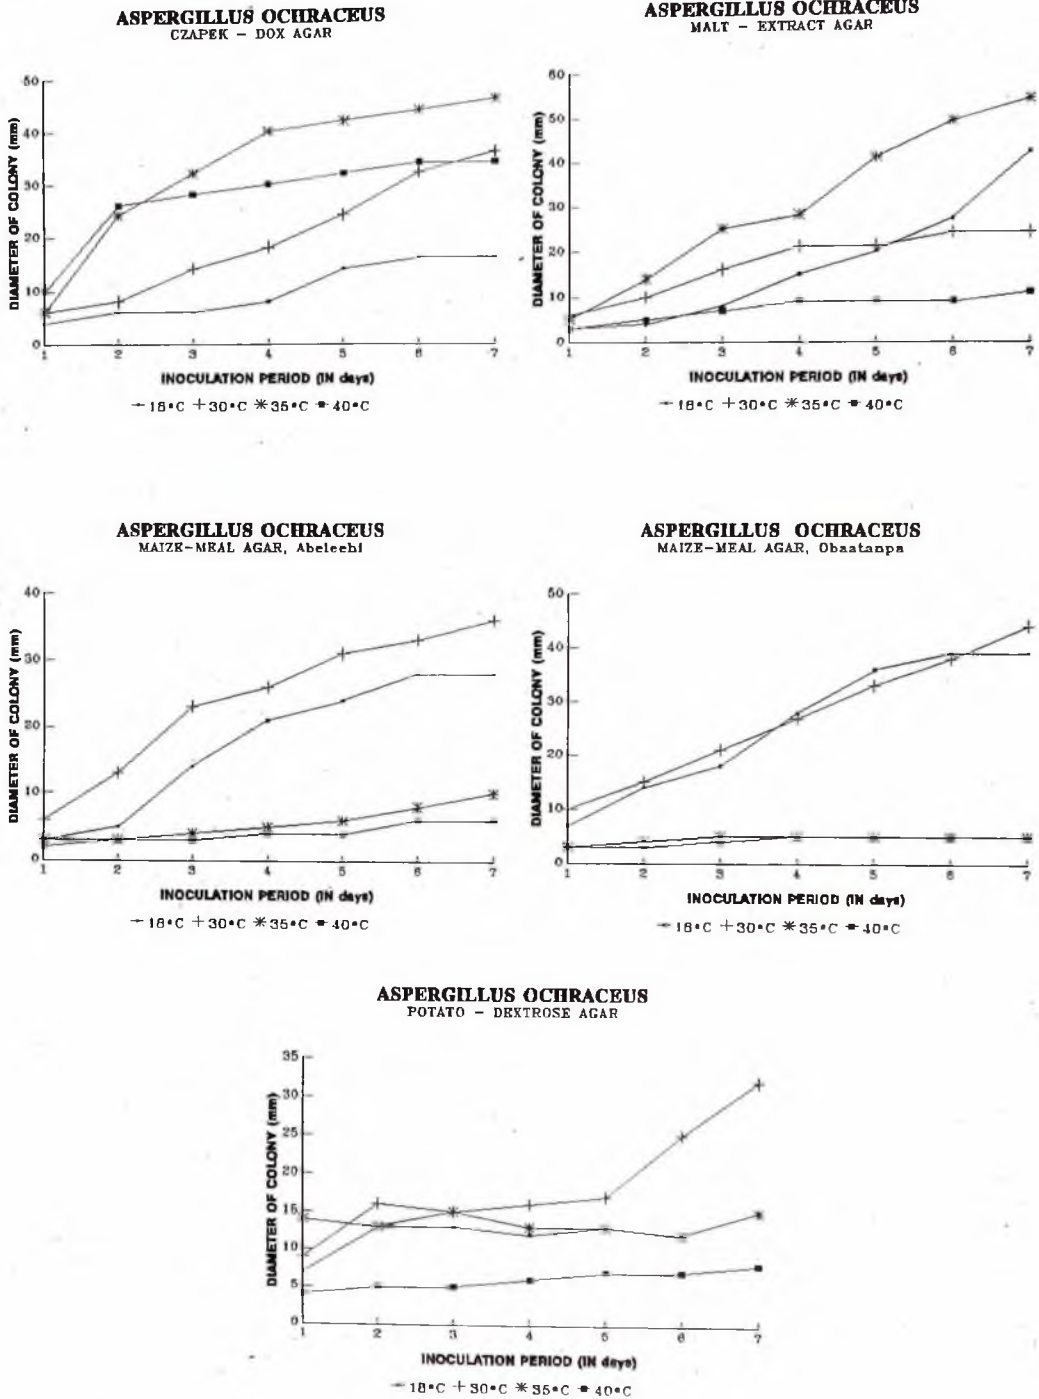 ASPERGILLUS OCHRACEUS
CZAPEK - DOX AGAR
DIAMETER OF COLONY (mm)
50
40
30
20
10
0
1 2 3 4 5 6 7
INOCULATION PERIOD (IN days)
18°C 30°C 35°C 40°C
ASPERGILLUS OCHRACEUS
MALT - EXTRACT AGAR
DIAMETER OF COLONY (mm)
60
50
40
30
20
10
0
1 2 3 4 5 6 7
INOCULATION PERIOD (IN days)
18°C 30°C 35°C 40°C
ASPERGILLUS OCHRACEUS
MAIZE-MEAL AGAR, Abeleehi
DIAMETER OF COLONY (mm)
40
30
20
10
0
1 2 3 4 5 6 7
INOCULATION PERIOD (IN days)
18°C 30°C 35°C 40°C
ASPERGILLUS OCHRACEUS
MAIZE-MEAL AGAR, Obaatanpa
DIAMETER OF COLONY (mm)
50
40
30
20
10
0
1 2 3 4 5 6 7
INOCULATION PERIOD (IN days)
18°C 30°C 35°C 40°C
ASPERGILLUS OCHRACEUS
POTATO - DEXTROSE AGAR
DIAMETER OF COLONY (mm)
35
30
25
20
15
10
5
0
1 2 3 4 5 6 7
INOCULATION PERIOD (IN days)
18°C 30°C 35°C 40°C